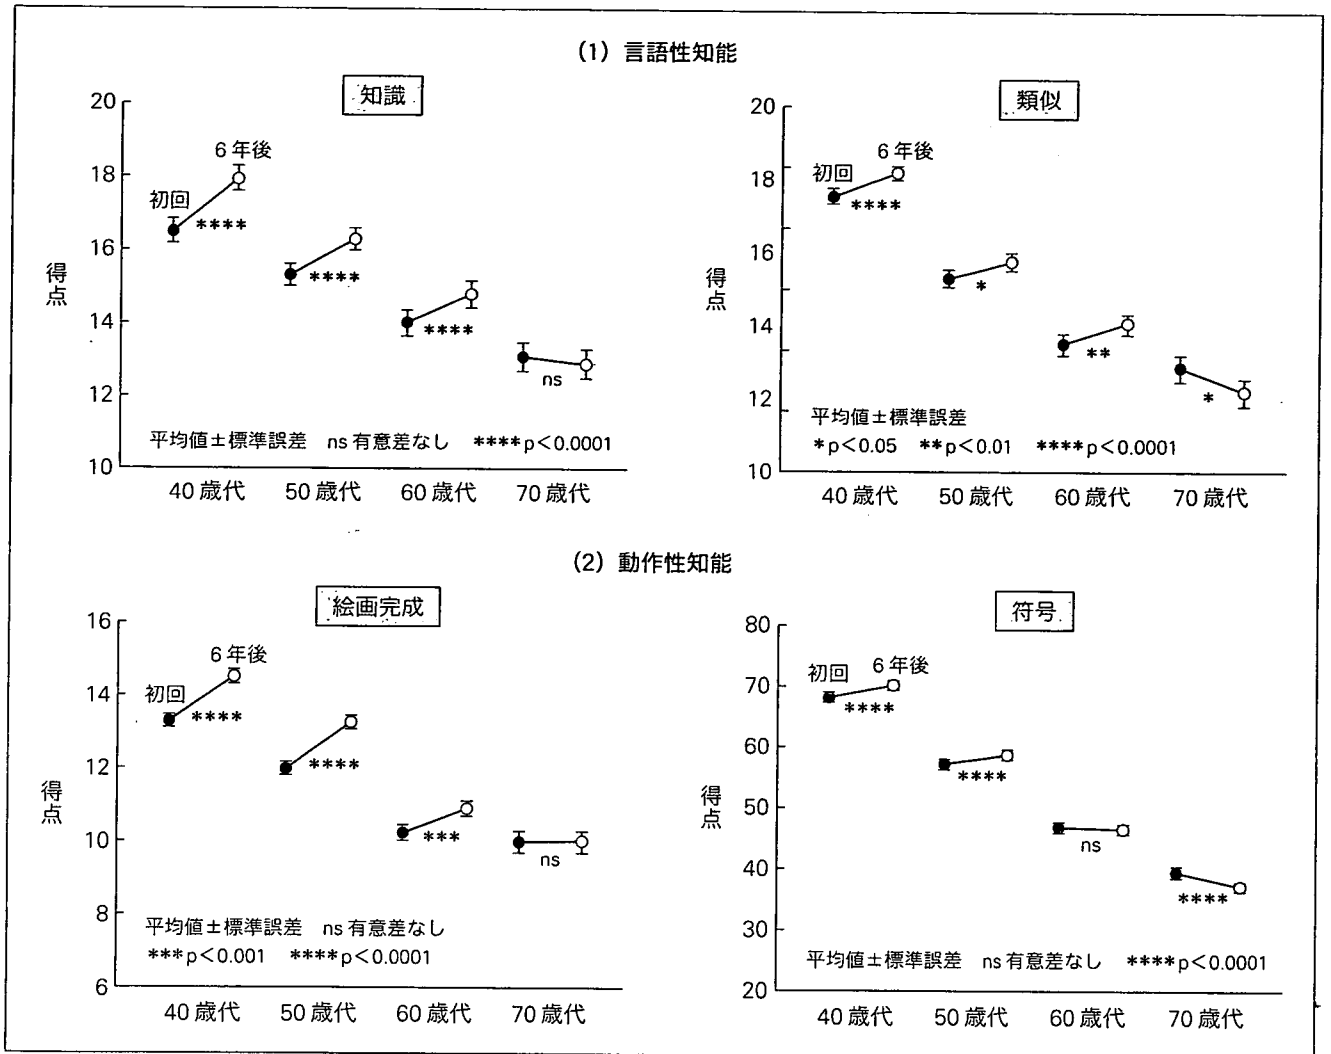 (1) 言語性知能
知識
20
18
16
14
12
10
得点
初回
6年後
****
****
****
ns
平均値±標準誤差 ns有意差なし ****p<0.0001
40歳代 50歳代 60歳代 70歳代
類似
20
18
16
14
12
10
得点
初回
6年後
****
*
**
*
平均値±標準誤差
*p<0.05 **p<0.01 ****p<0.0001
40歳代 50歳代 60歳代 70歳代
(2) 動作性知能
絵画完成
16
14
12
10
8
6
得点
初回
6年後
****
****
***
ns
平均値±標準誤差 ns有意差なし
***p<0.001 ****p<0.0001
40歳代 50歳代 60歳代 70歳代
符号
80
70
60
50
40
30
20
得点
初回
6年後
****
****
ns
****
平均値±標準誤差 ns有意差なし ****p<0.0001
40歳代 50歳代 60歳代 70歳代